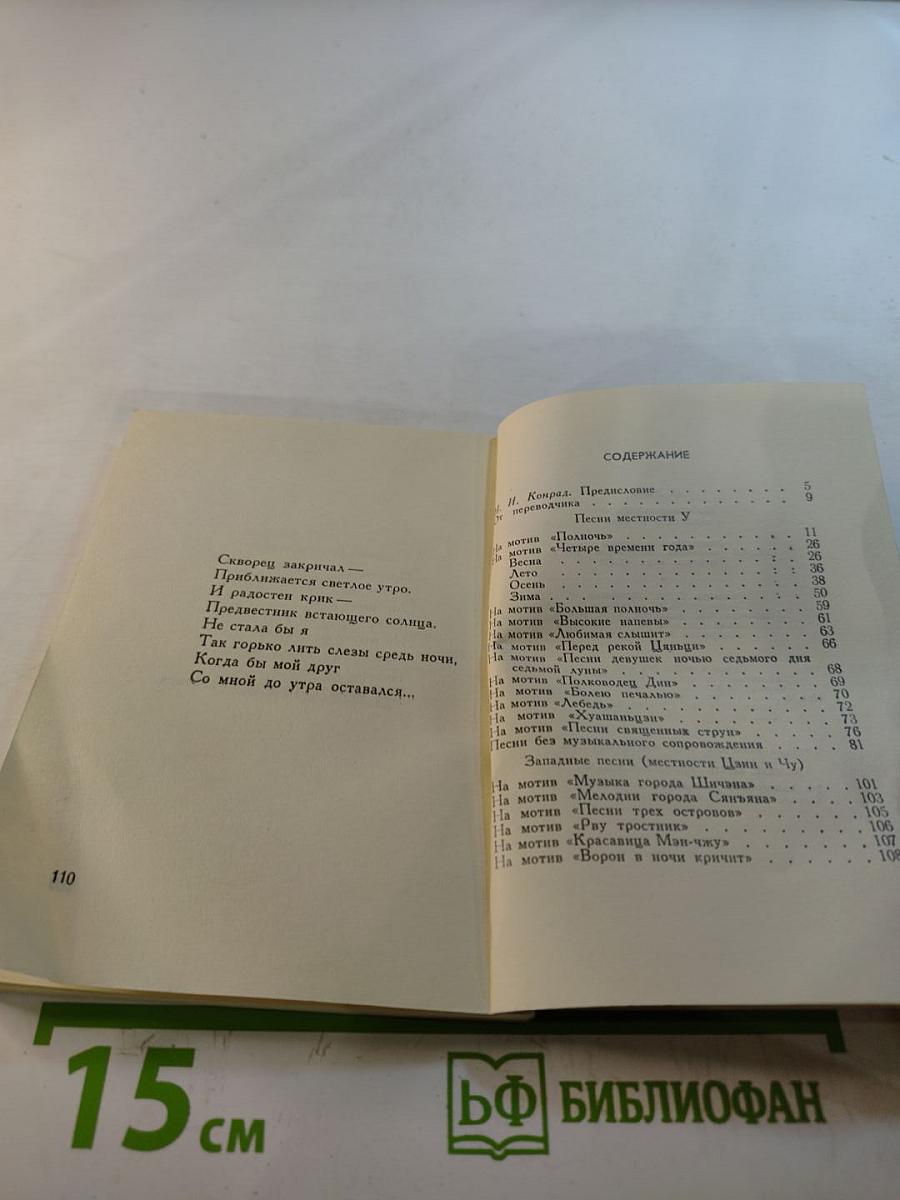 Скворец закричал —
Приближается светлое утро.
И радостен крик —
Предвестник встающего солнца.
Не стала бы я
Так горько лить слезы средь ночи,
Когда бы мой друг
Со мной до утра оставался...
110
СОДЕРЖАНИЕ
И. Конрад. Предисловие . . . . . . . . 5
От переводчика . . . . . . . . . . . . . 9
Песни местности У
На мотив «Полночь» . . . . . . . . . . 11
На мотив «Четыре времени года» . . . . . . 26
Весна . . . . . . . . . . . . . 26
Лето . . . . . . . . . . . . . 36
Осень . . . . . . . . . . . . . 38
Зима . . . . . . . . . . . . . 50
На мотив «Большая полночь» . . . . . . . 59
На мотив «Высокие напевы» . . . . . . . 61
На мотив «Любимая слышит» . . . . . . . 63
На мотив «Перед рекой Цяньци» . . . . . . 66
На мотив «Песни девушек ночью седьмого дня
седьмой луны» . . . . . . . . . . 68
На мотив «Полководец Дин» . . . . . . . 69
На мотив «Болею печалью» . . . . . . . 70
На мотив «Лебедь» . . . . . . . . . . 72
На мотив «Хуашаньцзи» . . . . . . . . 73
На мотив «Песни священных струн» . . . . . 76
Песни без музыкального сопровождения . . . . 81
Западные песни (местности Цзин и Чу)
На мотив «Музыка города Шичэна» . . . . . 101
На мотив «Мелодии города Сянъяна» . . . . 103
На мотив «Песни трех островов» . . . . . . 105
На мотив «Рву тростник» . . . . . . . . 106
На мотив «Красавица Мэн-чжу» . . . . . . 107
На мотив «Ворон в ночи кричит» . . . . . . 108
15 см
БФ БИБЛИОФАН